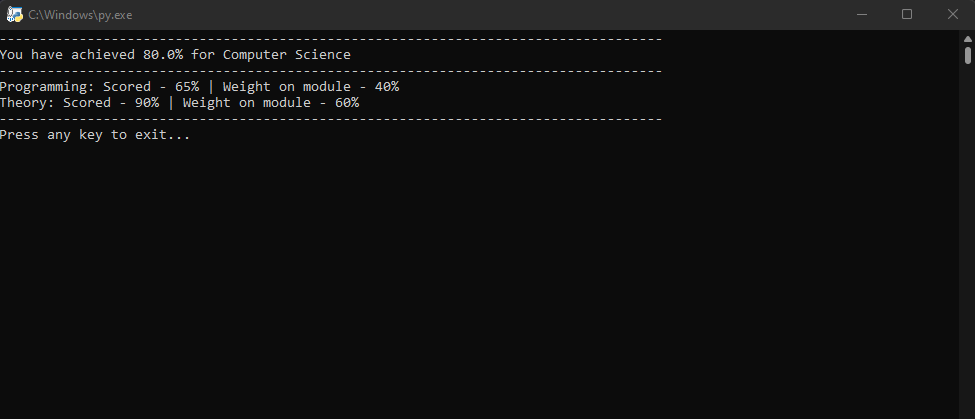 C:\Windows\py.exe
-----------------------------------------------------------------------------------
You have achieved 80.0% for Computer Science
-----------------------------------------------------------------------------------
Programming: Scored - 65% | Weight on module - 40%
Theory: Scored - 90% | Weight on module - 60%
-----------------------------------------------------------------------------------
Press any key to exit...